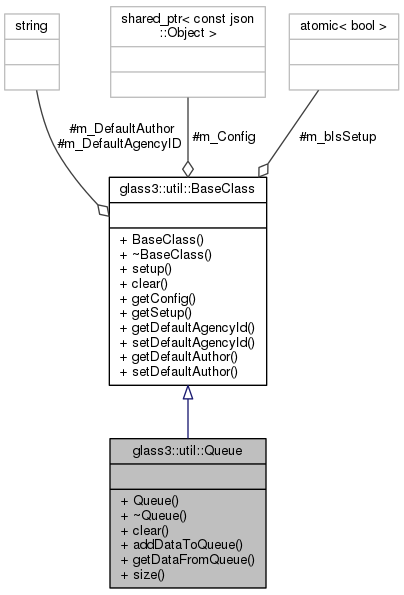 string
shared_ptr< const json
::Object >
atomic< bool >
#m_DefaultAuthor
#m_DefaultAgencyID
#m_Config
#m_bIsSetup
glass3::util::BaseClass
+ BaseClass()
+ ~BaseClass()
+ setup()
+ clear()
+ getConfig()
+ getSetup()
+ getDefaultAgencyId()
+ setDefaultAgencyId()
+ getDefaultAuthor()
+ setDefaultAuthor()
glass3::util::Queue
+ Queue()
+ ~Queue()
+ clear()
+ addDataToQueue()
+ getDataFromQueue()
+ size()